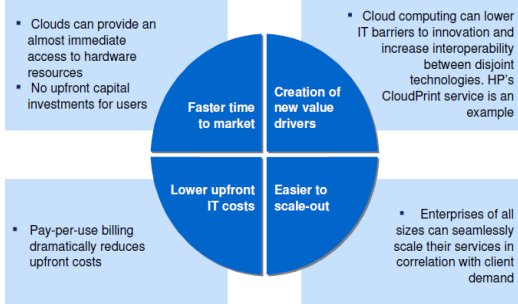 ▪ Clouds can provide an
almost immediate
access to hardware
resources
▪ No upfront capital
investments for users
▪ Cloud computing can lower
IT barriers to innovation and
increase interoperability
between disjoint
technologies. HP's
CloudPrint service is an
example
Faster time
to market
Creation of
new value
drivers
Lower upfront
IT costs
Easier to
scale-out
▪ Pay-per-use billing
dramatically reduces
upfront costs
▪ Enterprises of all
sizes can seamlessly
scale their services in
correlation with client
demand